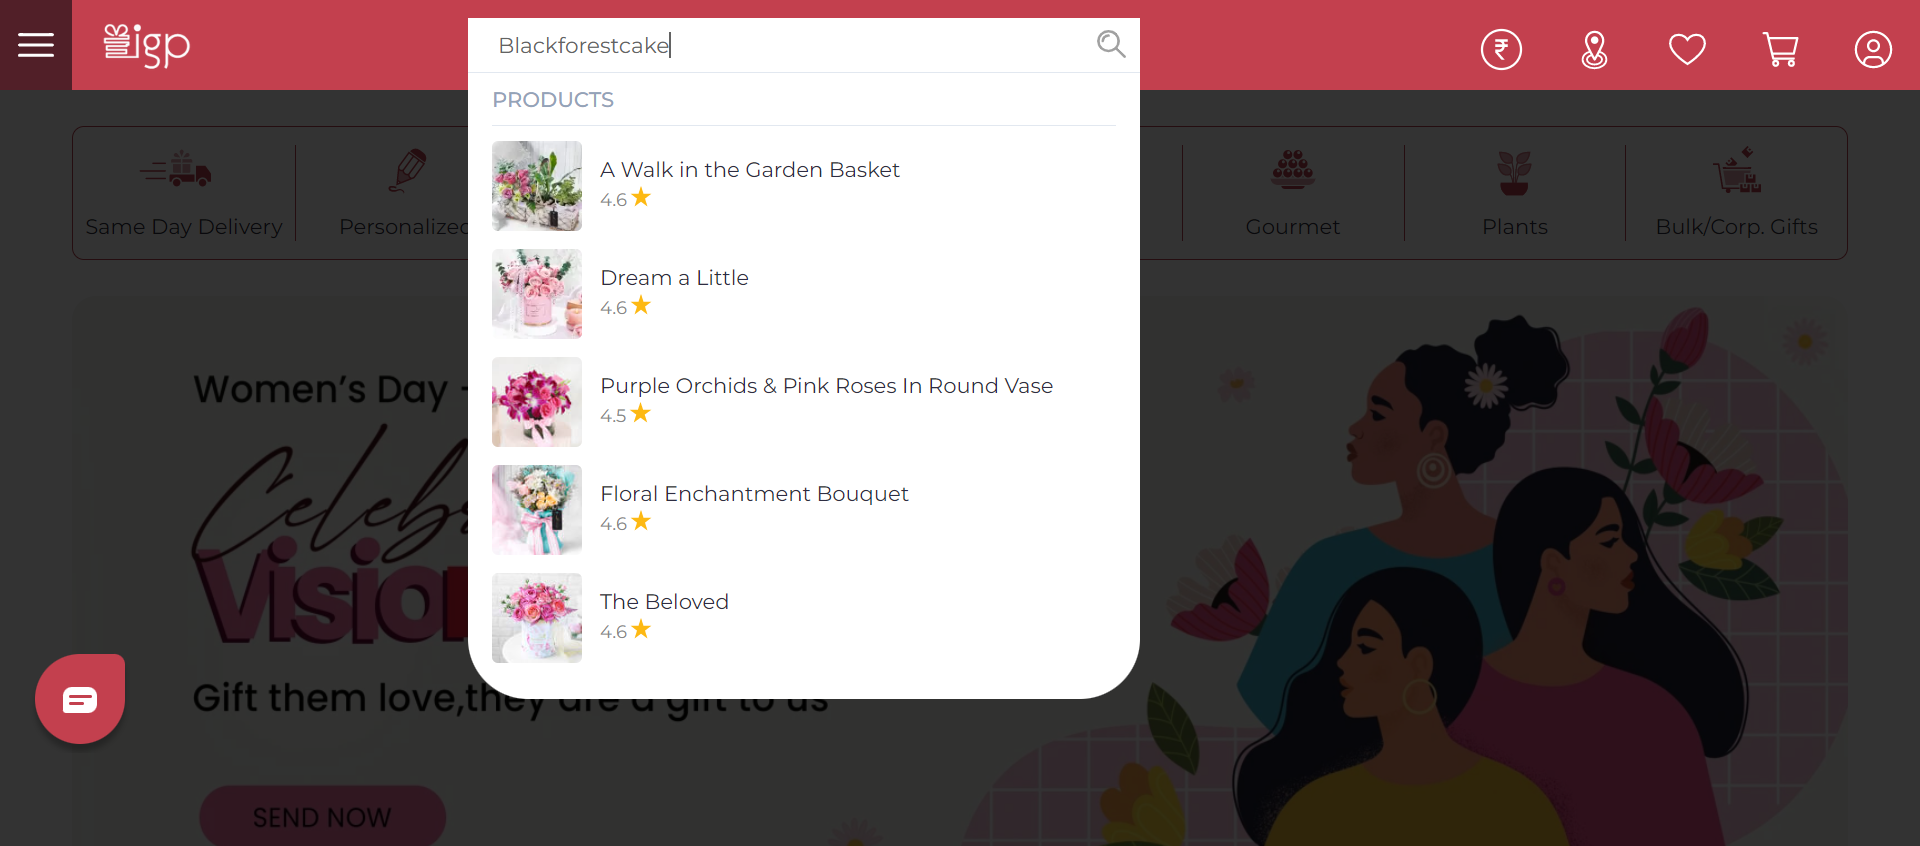 igp
Blackforestcake
PRODUCTS
A Walk in the Garden Basket
4.6
Dream a Little
4.6
Purple Orchids & Pink Roses In Round Vase
4.5
Floral Enchantment Bouquet
4.6
The Beloved
4.6
Same Day Delivery
Personalized
Gourmet
Plants
Bulk/Corp. Gifts
Women's Day -
Gift them love,they are a gift to us
SEND NOW